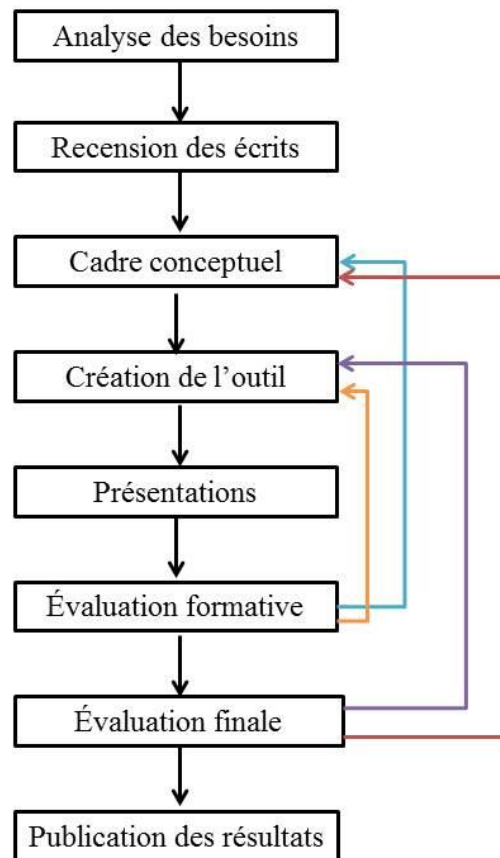 Analyse des besoins
Recension des écrits
Cadre conceptuel
Création de l’outil
Présentations
Évaluation formative
Évaluation finale
Publication des résultats